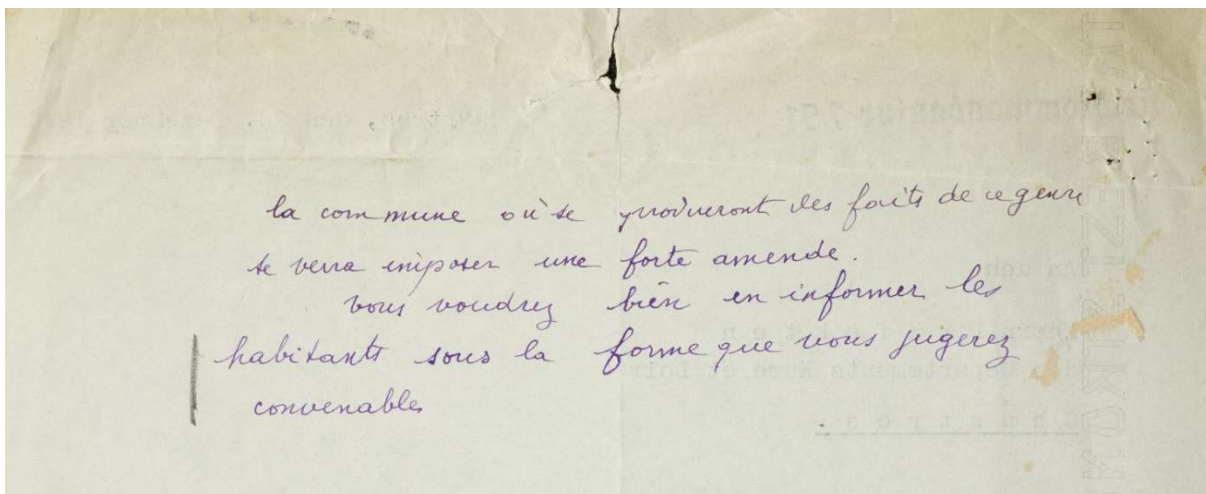 la commune où se produiront des faits de ce genre
se verra imposer une forte amende.
vous voudrez bien en informer les
habitants sous la forme que vous jugerez
convenable